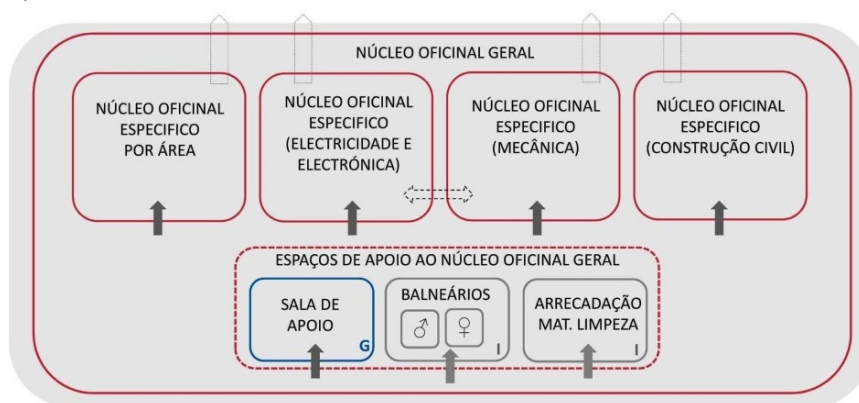 NÚCLEO OFICINAL GERAL
NÚCLEO OFICINAL
ESPECIFICO
POR ÁREA
NÚCLEO OFICINAL
ESPECIFICO
(ELECTRICIDADE E
ELECTRÓNICA)
NÚCLEO OFICINAL
ESPECIFICO
(MECÂNICA)
NÚCLEO OFICINAL
ESPECIFICO
(CONSTRUÇÃO CIVIL)
ESPAÇOS DE APOIO AO NÚCLEO OFICINAL GERAL
SALA DE
APOIO
G
BALNEÁRIOS
I
ARRECADAÇÃO
MAT. LIMPEZA
I